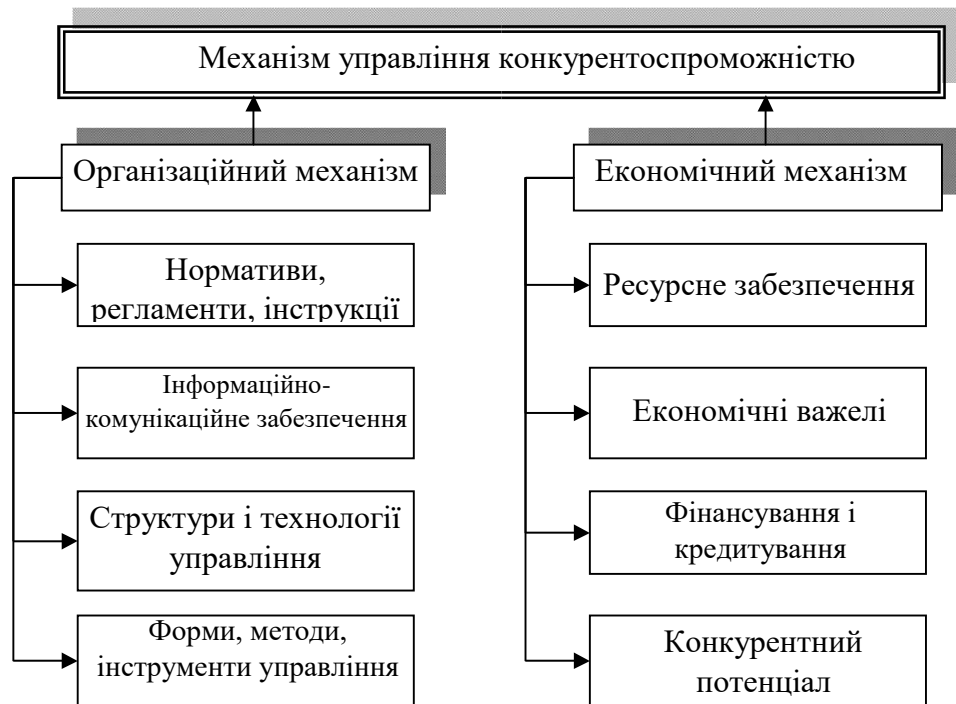 Механізм управління конкурентоспроможністю
Організаційний механізм
Економічний механізм
Нормативи,
регламенти, інструкції
Ресурсне забезпечення
Інформаційно-
комунікаційне забезпечення
Економічні важелі
Структури і технології
управління
Фінансування і
кредитування
Форми, методи,
інструменти управління
Конкурентний
потенціал